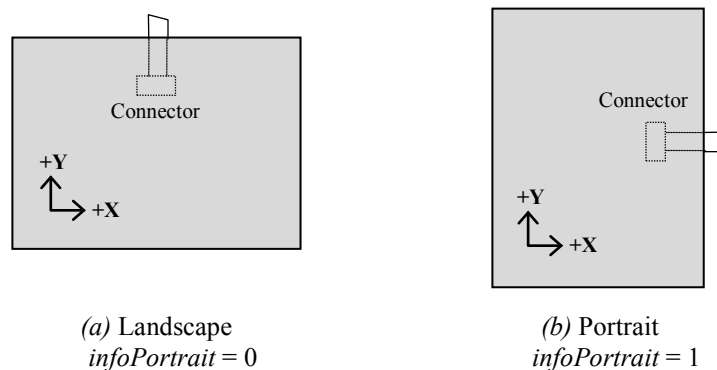 Connector
+Y
+X
Connector
+Y
+X
(a) Landscape
infoPortrait = 0
(b) Portrait
infoPortrait = 1